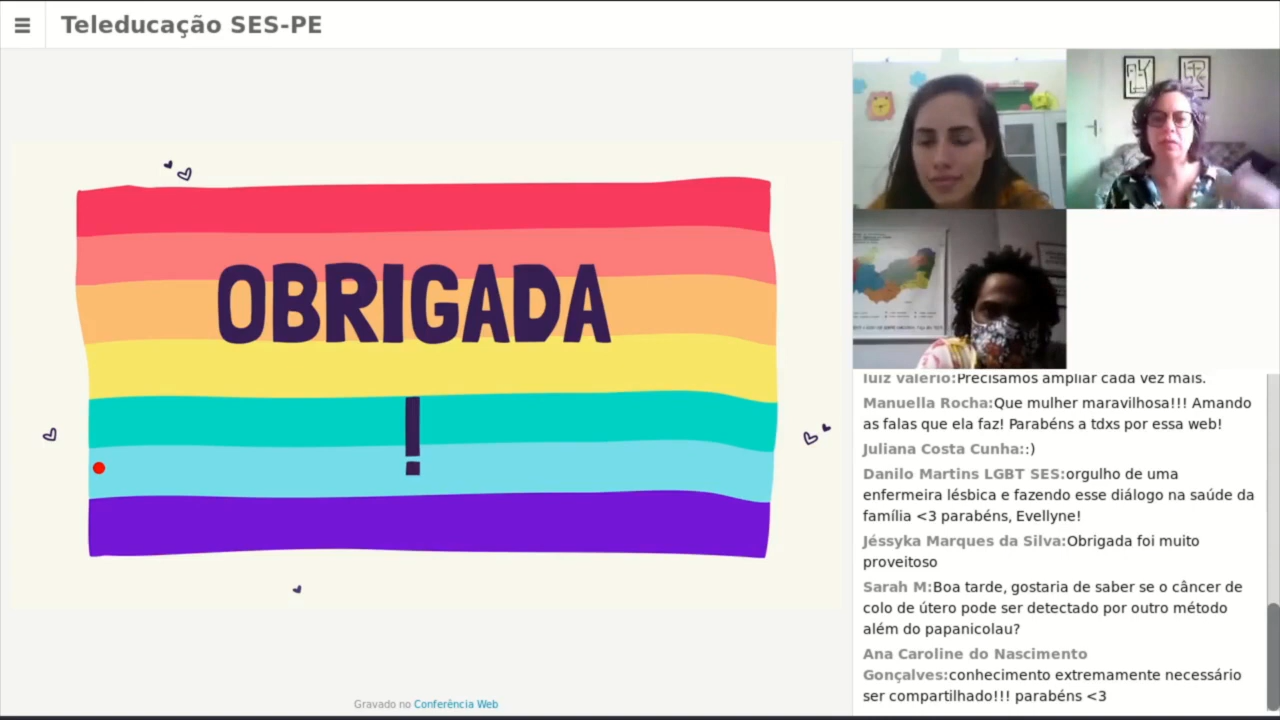 Teleducação SES-PE
OBRIGADA
!
luiz valerio:Precisamos ampliar cada vez mais.
Manuella Rocha:Que mulher maravilhosa!!! Amando
as falas que ela faz! Parabéns a tdxs por essa web!
Juliana Costa Cunha::)
Danilo Martins LGBT SES:orgulho de uma
enfermeira lésbica e fazendo esse diálogo na saúde da
família <3 parabéns, Evellyne!
Jéssyka Marques da Silva:Obrigada foi muito
proveitoso
Sarah M:Boa tarde, gostaria de saber se o câncer de
colo de útero pode ser detectado por outro método
além do papanicolau?
Ana Caroline do Nascimento
Gonçalves:conhecimento extremamente necessário
ser compartilhado!!! parabéns <3
Gravado no Conferência Web